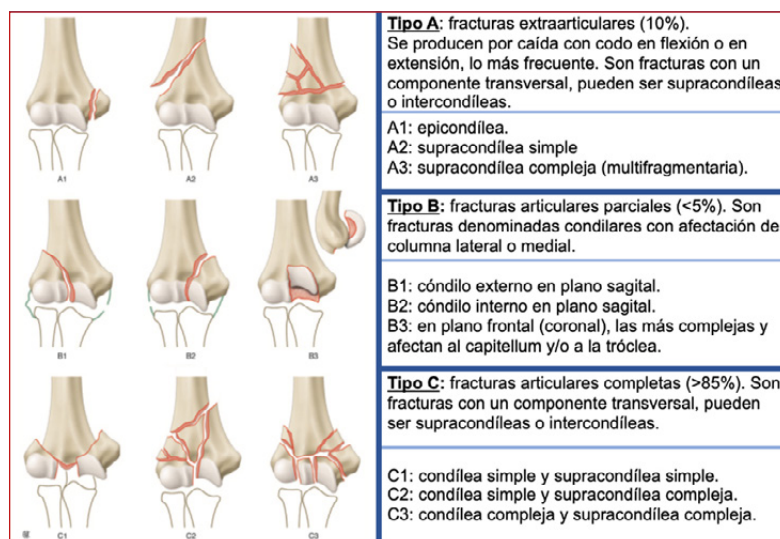 Tipo A: fracturas extraarticulares (10%).
Se producen por caída con codo en flexión o en
extensión, lo más frecuente. Son fracturas con un
componente transversal, pueden ser supracondíleas
o intercondíleas.
A1: epicondílea.
A2: supracondílea simple
A3: supracondílea compleja (multifragmentaria).
A1 A2 A3
Tipo B: fracturas articulares parciales (<5%). Son
fracturas denominadas condilares con afectación de
columna lateral o medial.
B1: cóndilo externo en plano sagital.
B2: cóndilo interno en plano sagital.
B3: en plano frontal (coronal), las más complejas y
afectan al capitellum y/o a la tróclea.
B1 B2 B3
Tipo C: fracturas articulares completas (>85%). Son
fracturas con un componente transversal, pueden
ser supracondíleas o intercondíleas.
C1: condílea simple y supracondílea simple.
C2: condílea simple y supracondílea compleja.
C3: condílea compleja y supracondílea compleja.
C1 C2 C3